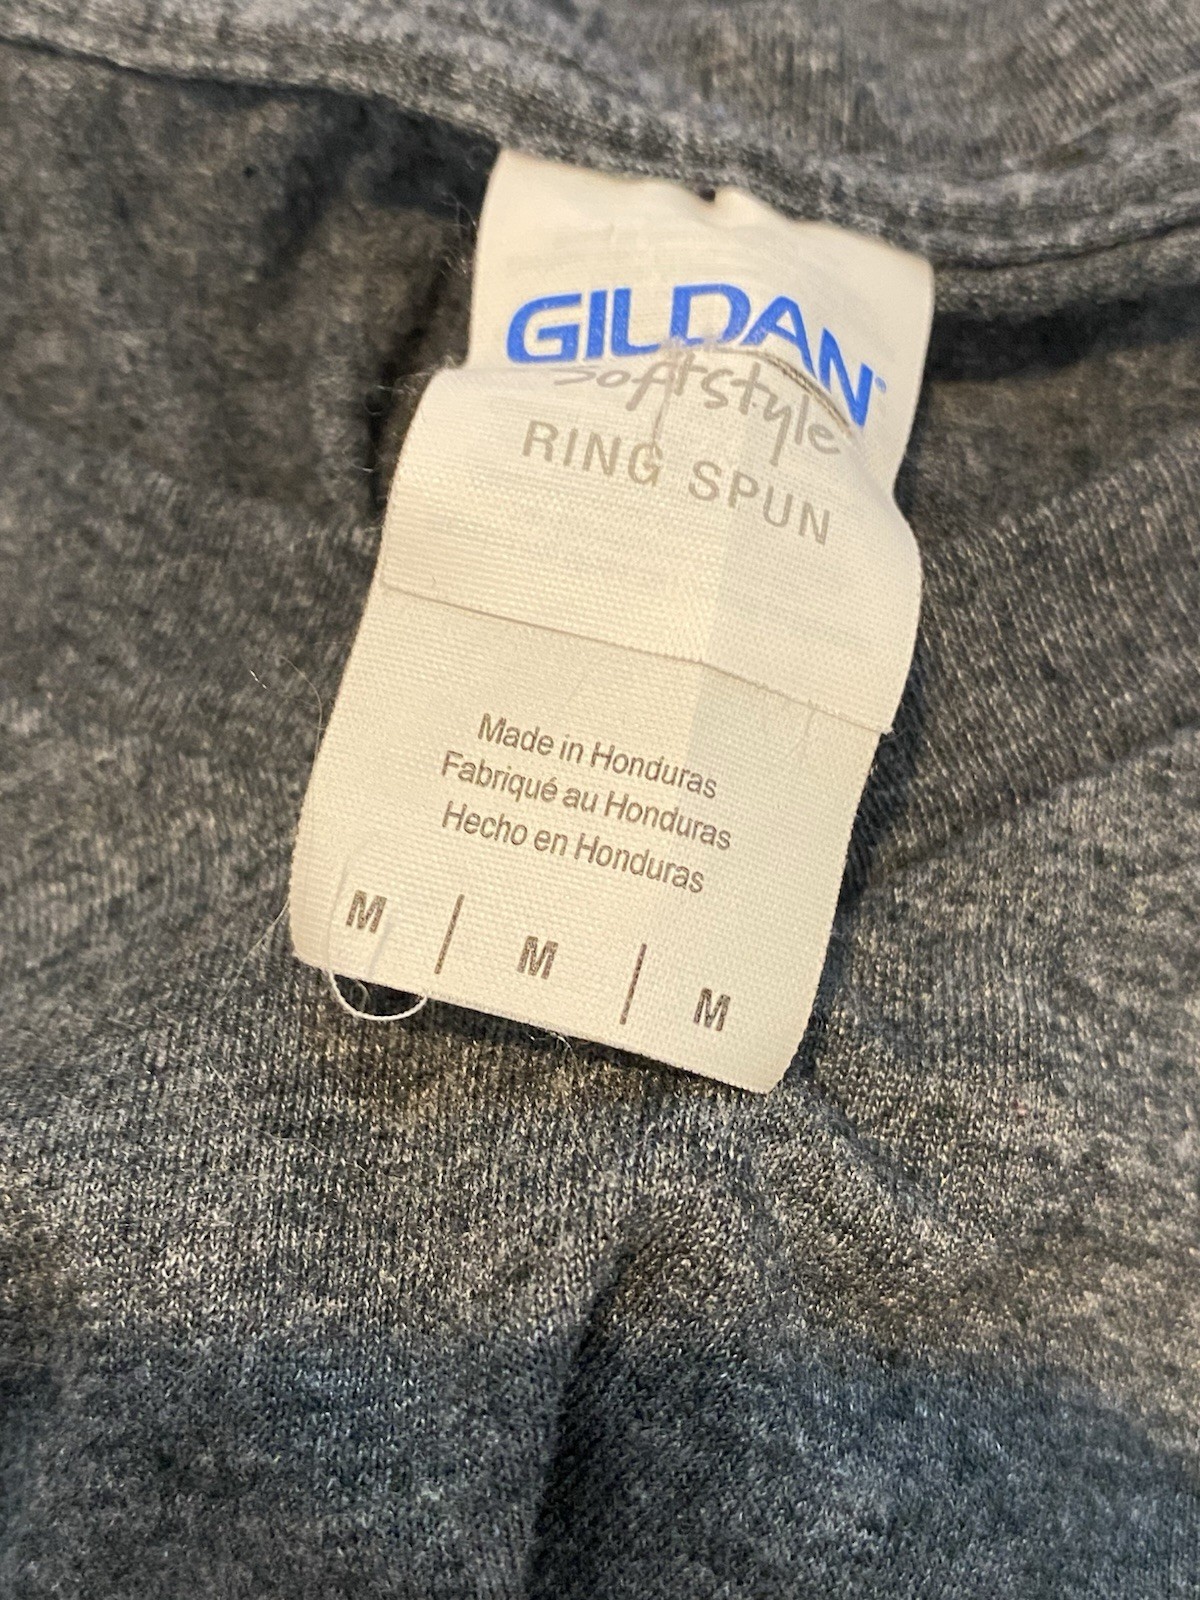 GILDAN®
softstyle
RING SPUN
Made in Honduras
Fabriqué au Honduras
Hecho en Honduras
M | M | M